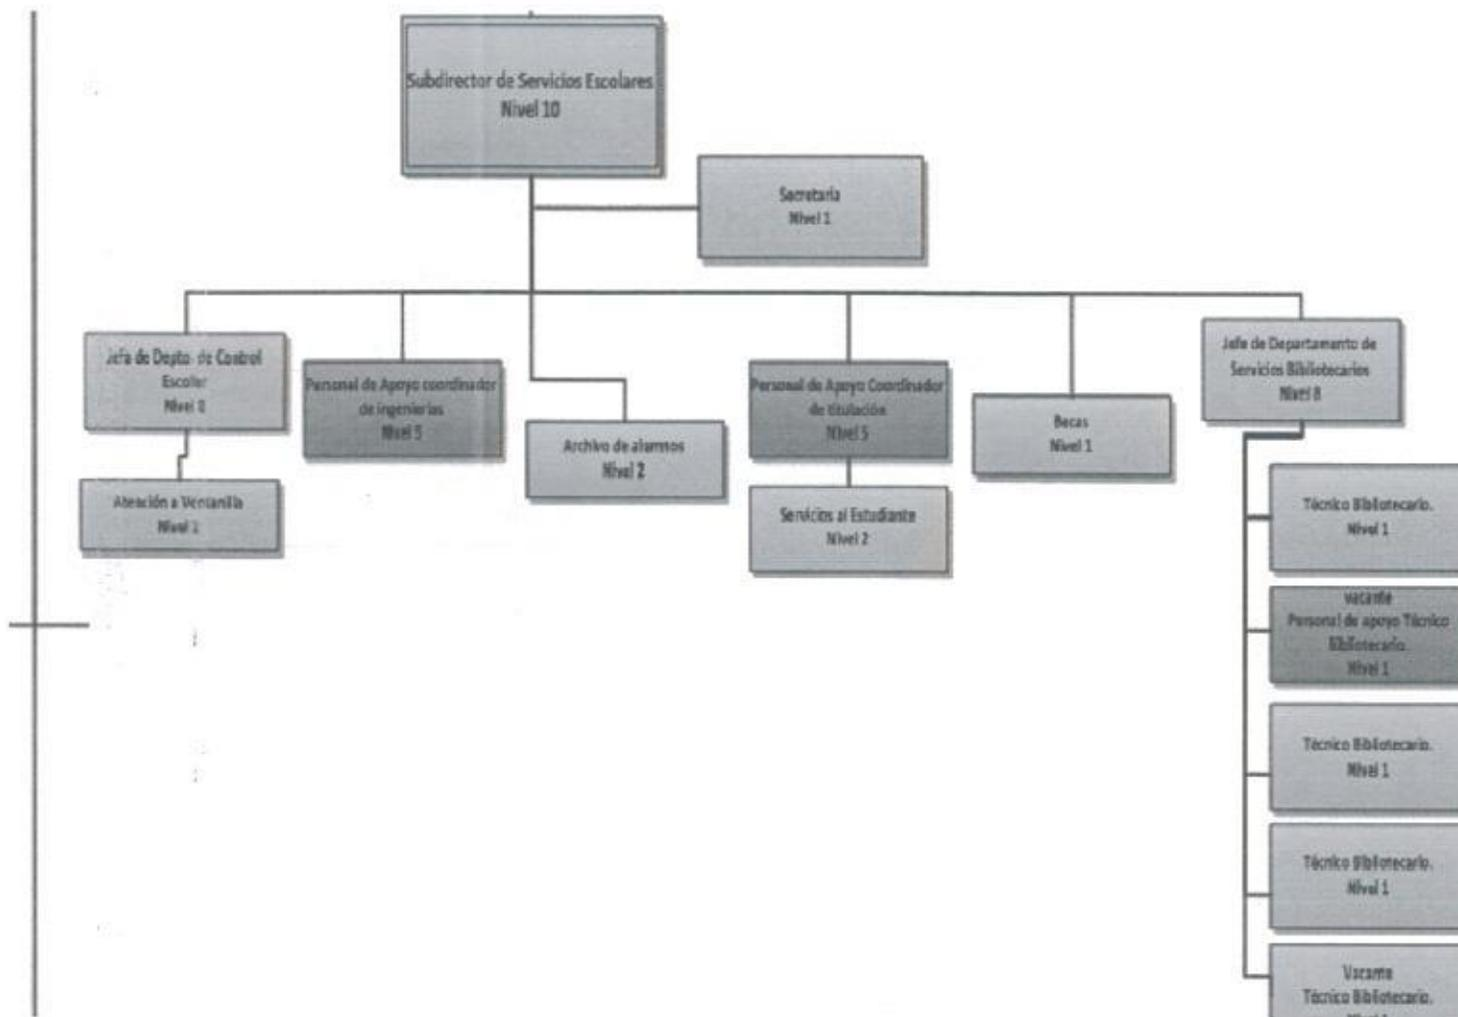 Subdirector de Servicios Escolares
Nivel 10
Secretaria
Nivel 1
Jefa de Depto. de Control
Escolar
Nivel
Personal de Apoyo coordinador
de ingenierias
Nivel 5
Archivo de alumnos
Nivel 2
Personal de Apoyo Coordinador
de titulación
Nivel 5
Becas
Nivel 1
Jefe de Departamento de
Servicios Bibliotecarios
Nivel 8
Atención a Ventanilla
Nivel
Servicios al Estudiante
Nivel 2
Técnico Bibliotecario.
Nivel 1
vacante
Personal de apoyo Técnico
Bibliotecario.
Nivel 1
Técnico Bibliotecario.
Nivel 1
Técnico Bibliotecario.
Nivel 1
Vacante
Técnico Bibliotecario.